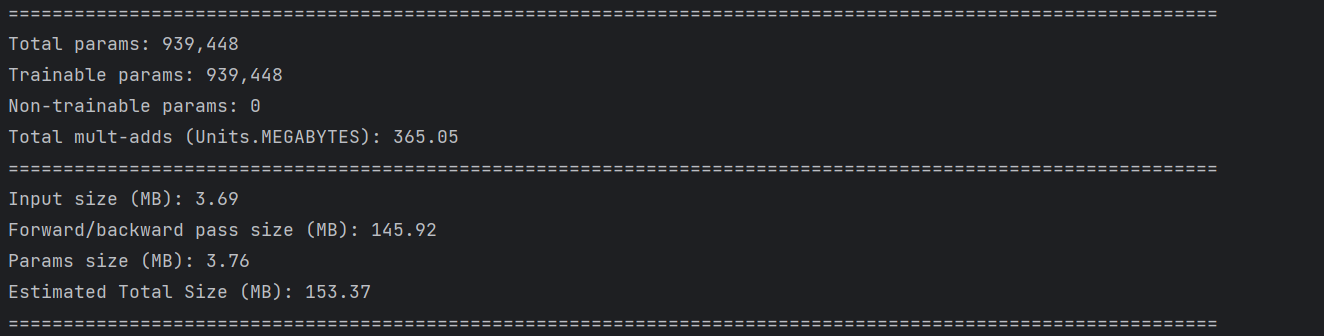 ==============================================================================================================
Total params: 939,448
Trainable params: 939,448
Non-trainable params: 0
Total mult-adds (Units.MEGABYTES): 365.05
==============================================================================================================
Input size (MB): 3.69
Forward/backward pass size (MB): 145.92
Params size (MB): 3.76
Estimated Total Size (MB): 153.37
==============================================================================================================